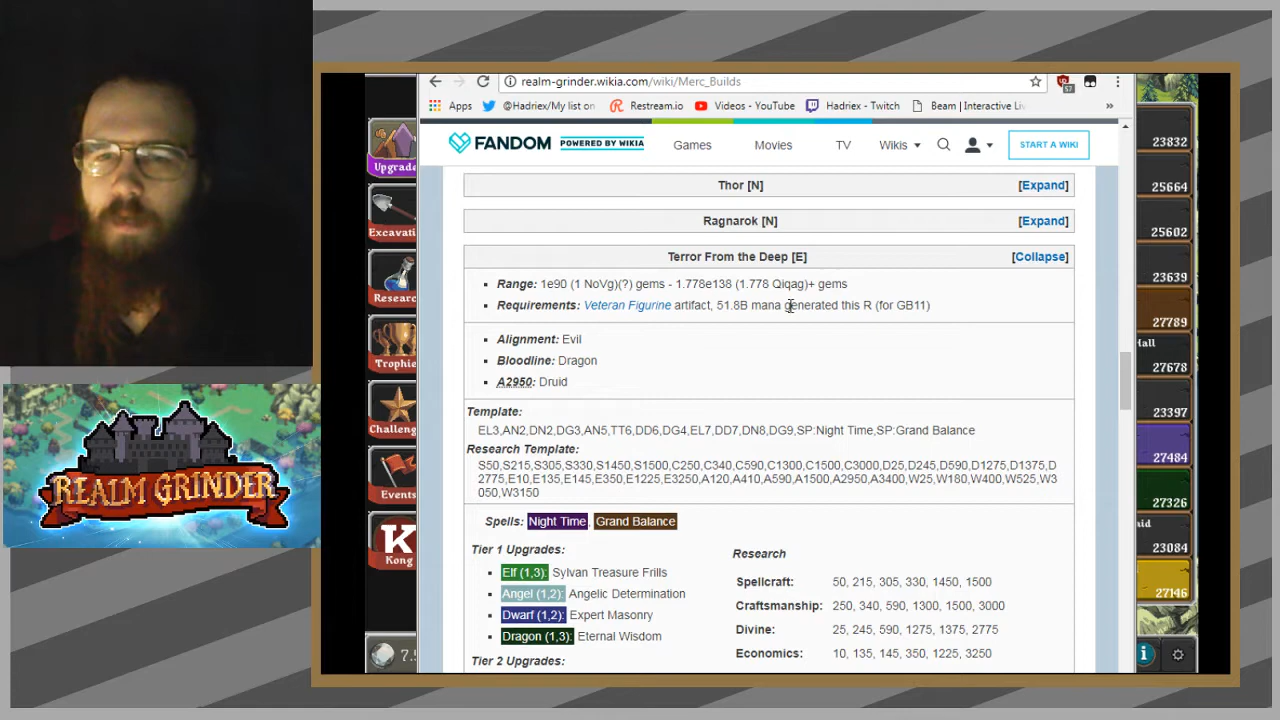 realm-grinder.wikia.com/wiki/Merc_Builds
Apps @Hadriex/My list on Restream.io Videos - YouTube Hadriex - Twitch Beam | Interactive Liv »
FANDOM POWERED BY WIKIA Games Movies TV Wikis START A WIKI
Thor [N] [Expand]
Ragnarok [N] [Expand]
Terror From the Deep [E] [Collapse]
Range: 1e90 (1 NoVg)(?) gems - 1.778e138 (1.778 Qiqag)+ gems
Requirements: Veteran Figurine artifact, 51.8B mana generated this R (for GB11)
Alignment: Evil
Bloodline: Dragon
A2950: Druid
Template:
EL3,AN2,DN2,DG3,AN5,TT6,DD6,DG4,EL7,DD7,DN8,DG9,SP:Night Time,SP:Grand Balance
Research Template:
S50,S215,S305,S330,S1450,S1500,C250,C340,C590,C1300,C1500,C3000,D25,D245,D590,D1275,D1375,D
2775,E10,E135,E145,E350,E1225,E3250,A120,A410,A590,A1500,A2950,A3400,W25,W180,W400,W525,W3
050,W3150
Spells: Night Time, Grand Balance
Tier 1 Upgrades:
Elf (1,3): Sylvan Treasure Frills
Angel (1,2): Angelic Determination
Dwarf (1,2): Expert Masonry
Dragon (1,3): Eternal Wisdom
Tier 2 Upgrades:
Research
Spellcraft: 50, 215, 305, 330, 1450, 1500
Craftsmanship: 250, 340, 590, 1300, 1500, 3000
Divine: 25, 245, 590, 1275, 1375, 2775
Economics: 10, 135, 145, 350, 1225, 3250
Upgrade
Excavati
Researc
Trophie
Challeng
Events
K
Kong
7.5
23832
25664
25602
23639
27789
Hall
27678
23397
27484
27326
aid
23084
27146
REALM GRINDER
57